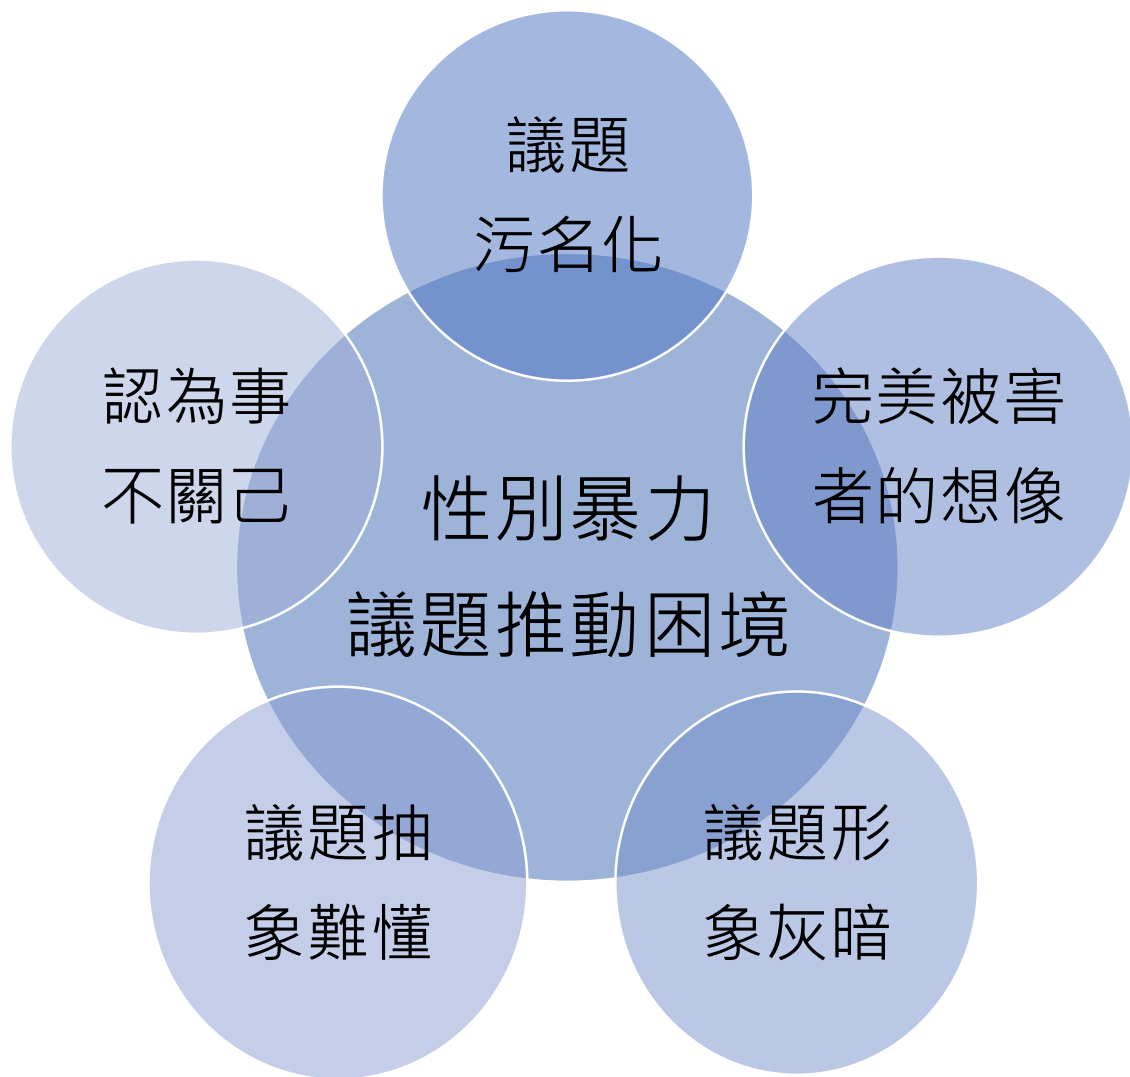 議題
污名化
完美被害
者的想像
議題形
象灰暗
議題抽
象難懂
認為事
不關己
性別暴力
議題推動困境